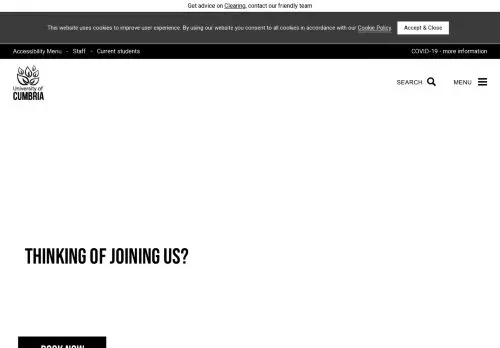 Get advice on Clearing, contact our friendly team
This website uses cookies to improve user experience. By using our website you consent to all cookies in accordance with our Cookie Policy.
Accept & Close
Accessibility Menu - Staff - Current students
COVID-19 - more information
University of
CUMBRIA
SEARCH
MENU
THINKING OF JOINING US?
BOOK NOW